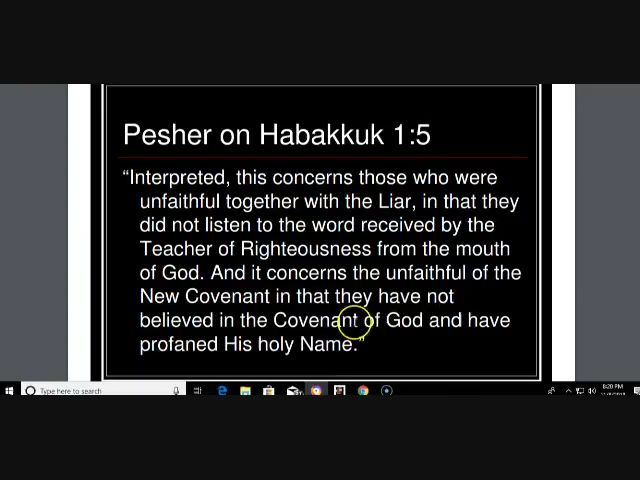 Pesher on Habakkuk 1:5
“Interpreted, this concerns those who were
unfaithful together with the Liar, in that they
did not listen to the word received by the
Teacher of Righteousness from the mouth
of God. And it concerns the unfaithful of the
New Covenant in that they have not
believed in the Covenant of God and have
profaned His holy Name.”
Type here to search
8:20 PM